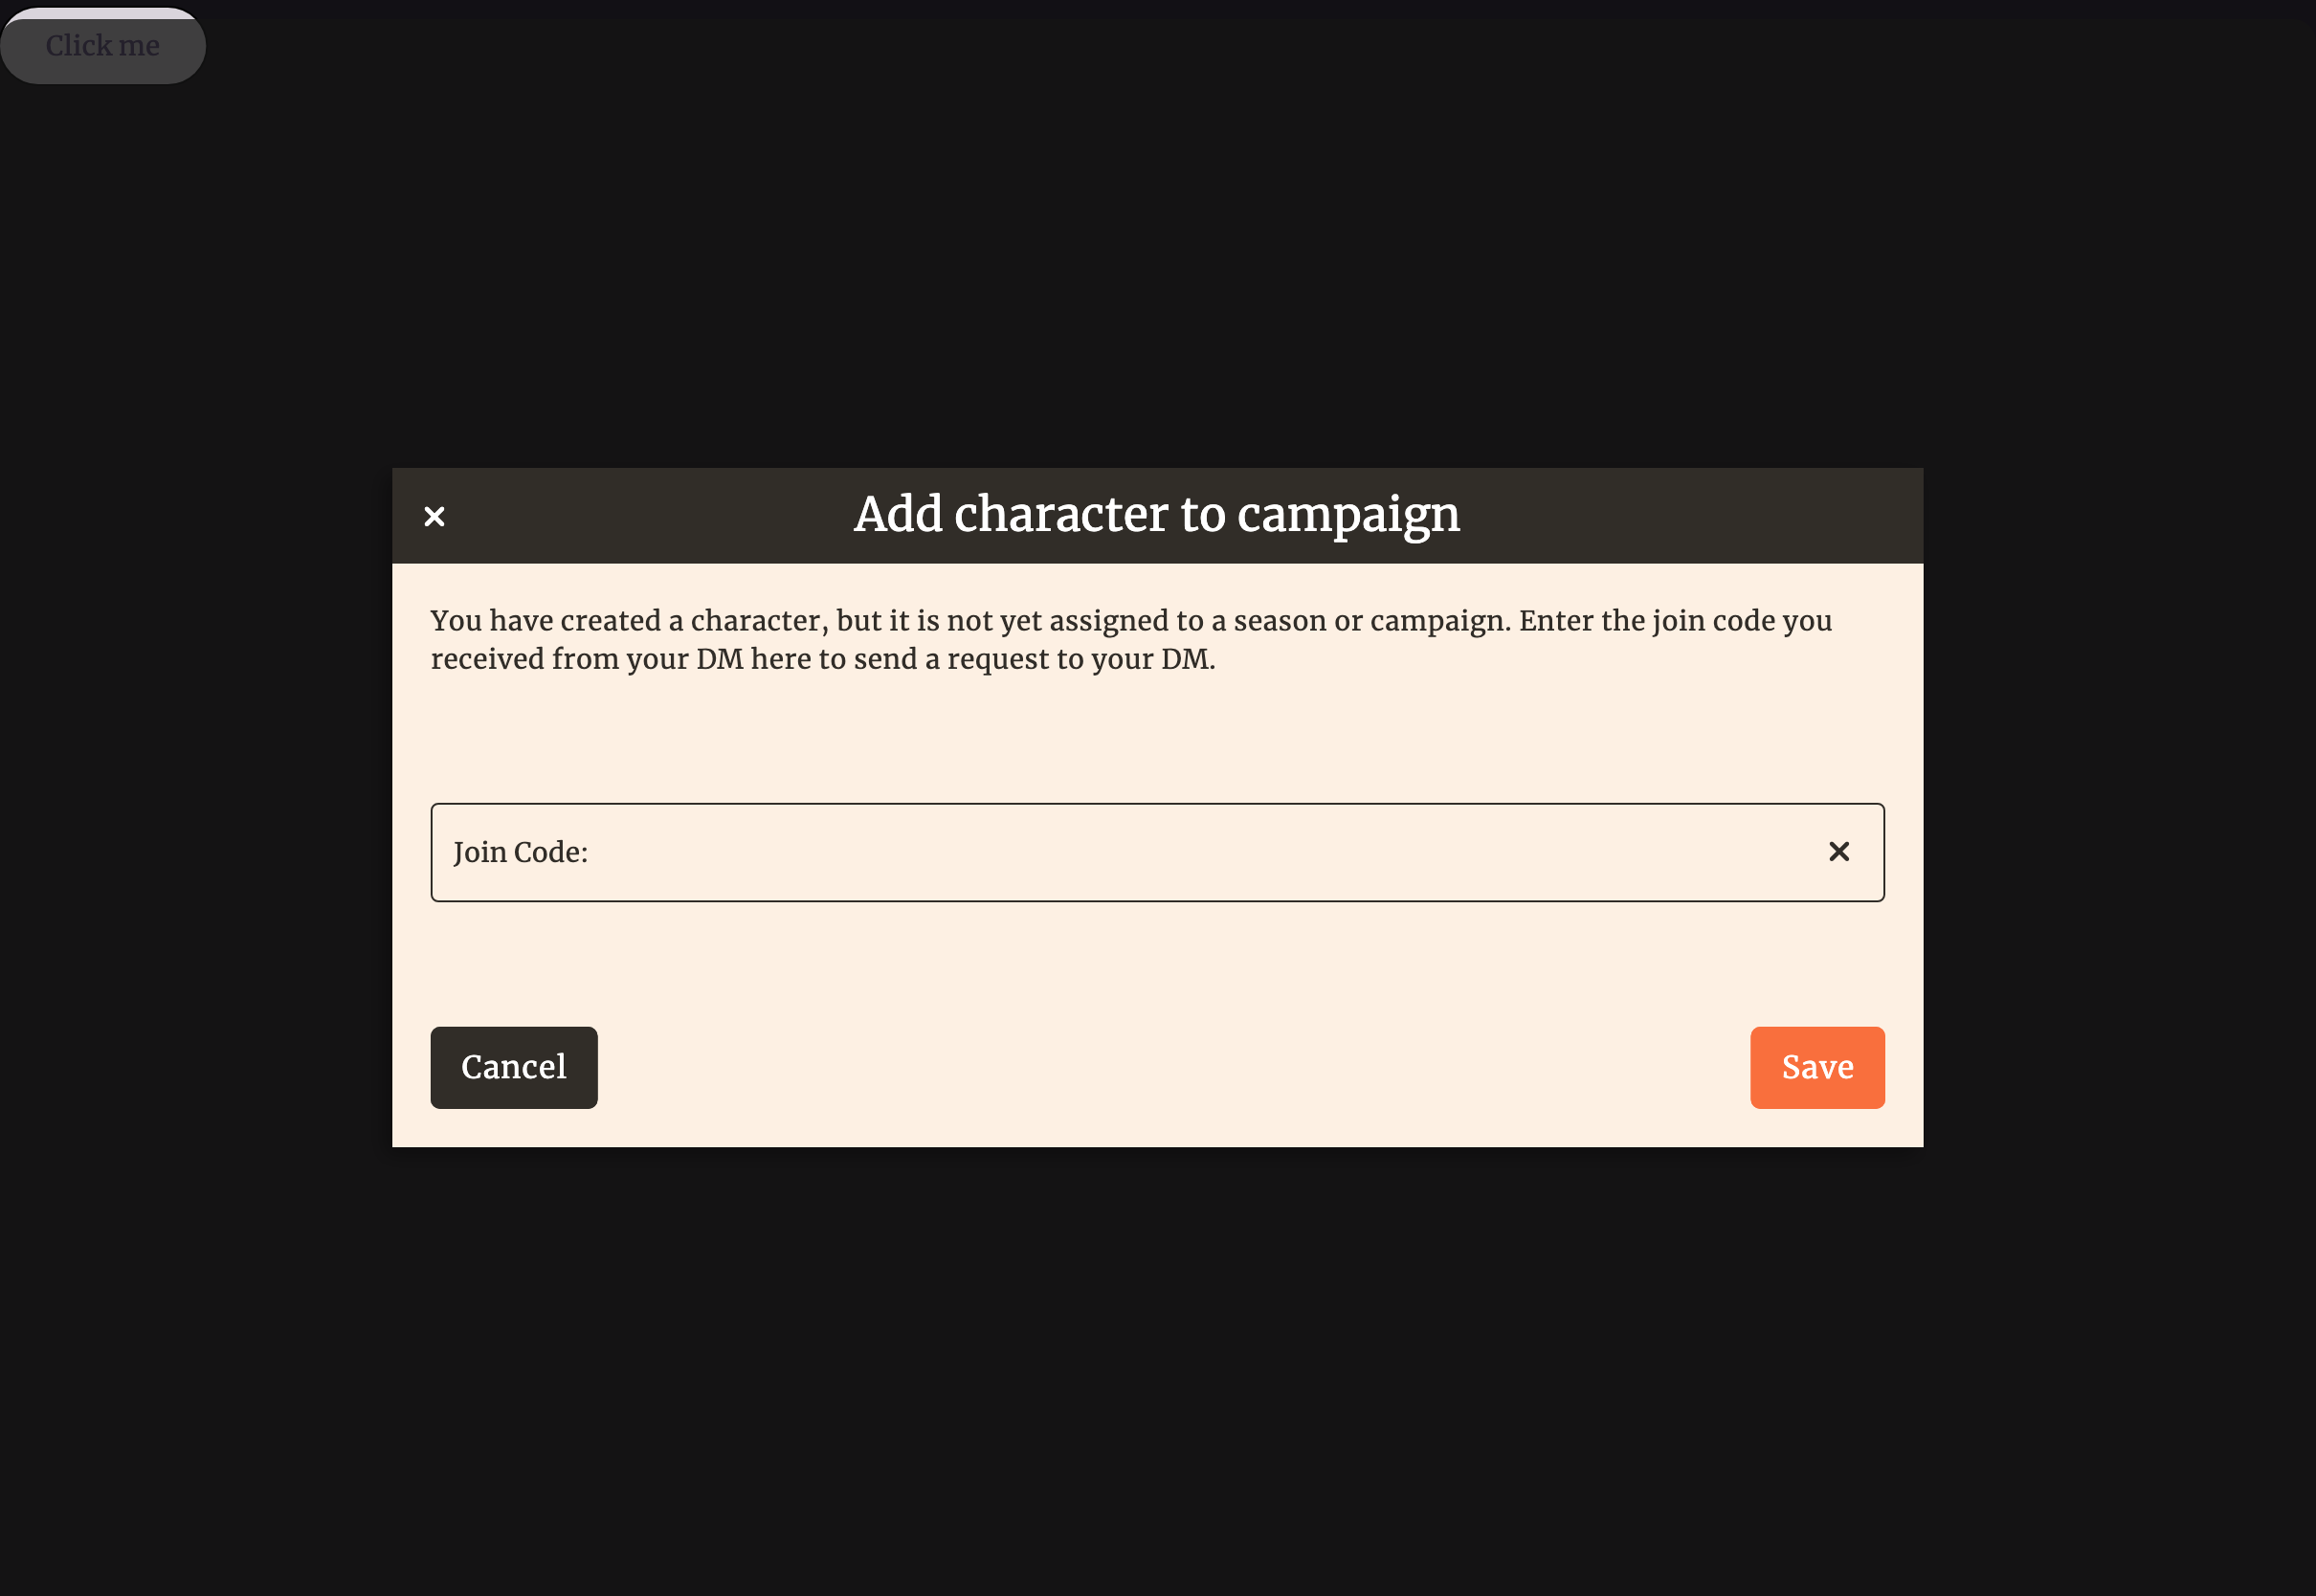 Click me
Add character to campaign
You have created a character, but it is not yet assigned to a season or campaign. Enter the join code you
received from your DM here to send a request to your DM.
Join Code:
Cancel
Save